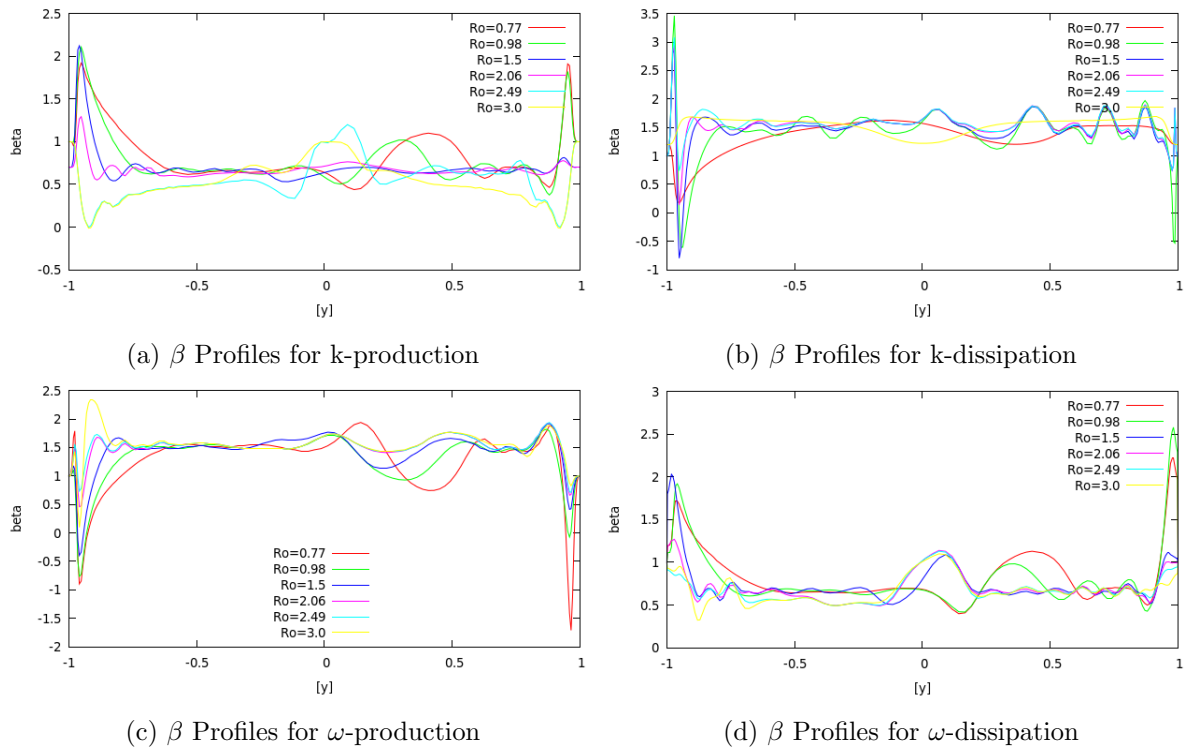 2.5
2
1.5
1
0.5
0
-0.5
beta
-1
-0.5
0
0.5
1
[y]
Ro=0.77
Ro=0.98
Ro=1.5
Ro=2.06
Ro=2.49
Ro=3.0
(a) β Profiles for k-production
3.5
3
2.5
2
1.5
1
0.5
0
-0.5
-1
beta
-1
-0.5
0
0.5
1
[y]
Ro=0.77
Ro=0.98
Ro=1.5
Ro=2.06
Ro=2.49
Ro=3.0
(b) β Profiles for k-dissipation
2.5
2
1.5
1
0.5
0
-0.5
-1
-1.5
-2
beta
-1
-0.5
0
0.5
1
[y]
Ro=0.77
Ro=0.98
Ro=1.5
Ro=2.06
Ro=2.49
Ro=3.0
(c) β Profiles for ω-production
3
2.5
2
1.5
1
0.5
0
beta
-1
-0.5
0
0.5
1
[y]
Ro=0.77
Ro=0.98
Ro=1.5
Ro=2.06
Ro=2.49
Ro=3.0
(d) β Profiles for ω-dissipation